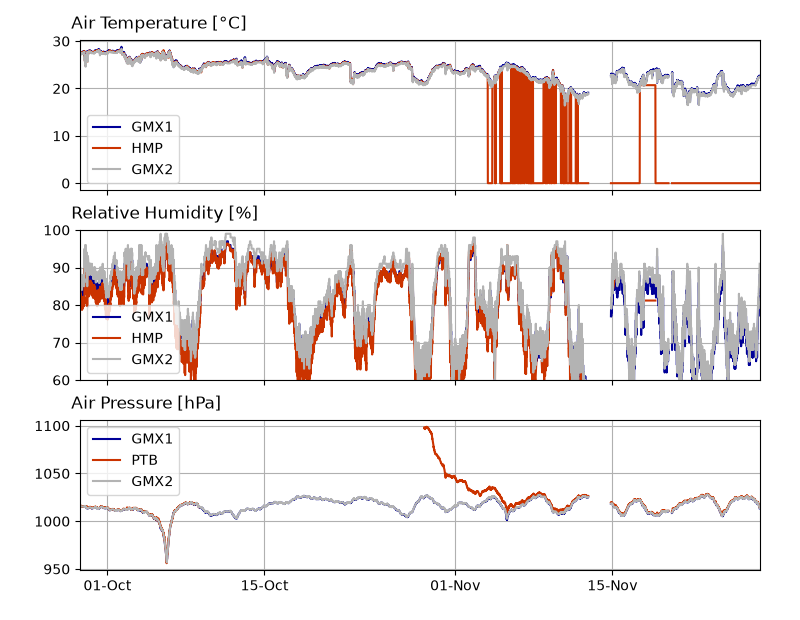 Air Temperature [°C]
30
20
10
0
GMX1
HMP
GMX2
Relative Humidity [%]
100
90
80
70
60
GMX1
HMP
GMX2
Air Pressure [hPa]
1100
1050
1000
950
GMX1
PTB
GMX2
01-Oct 15-Oct 01-Nov 15-Nov